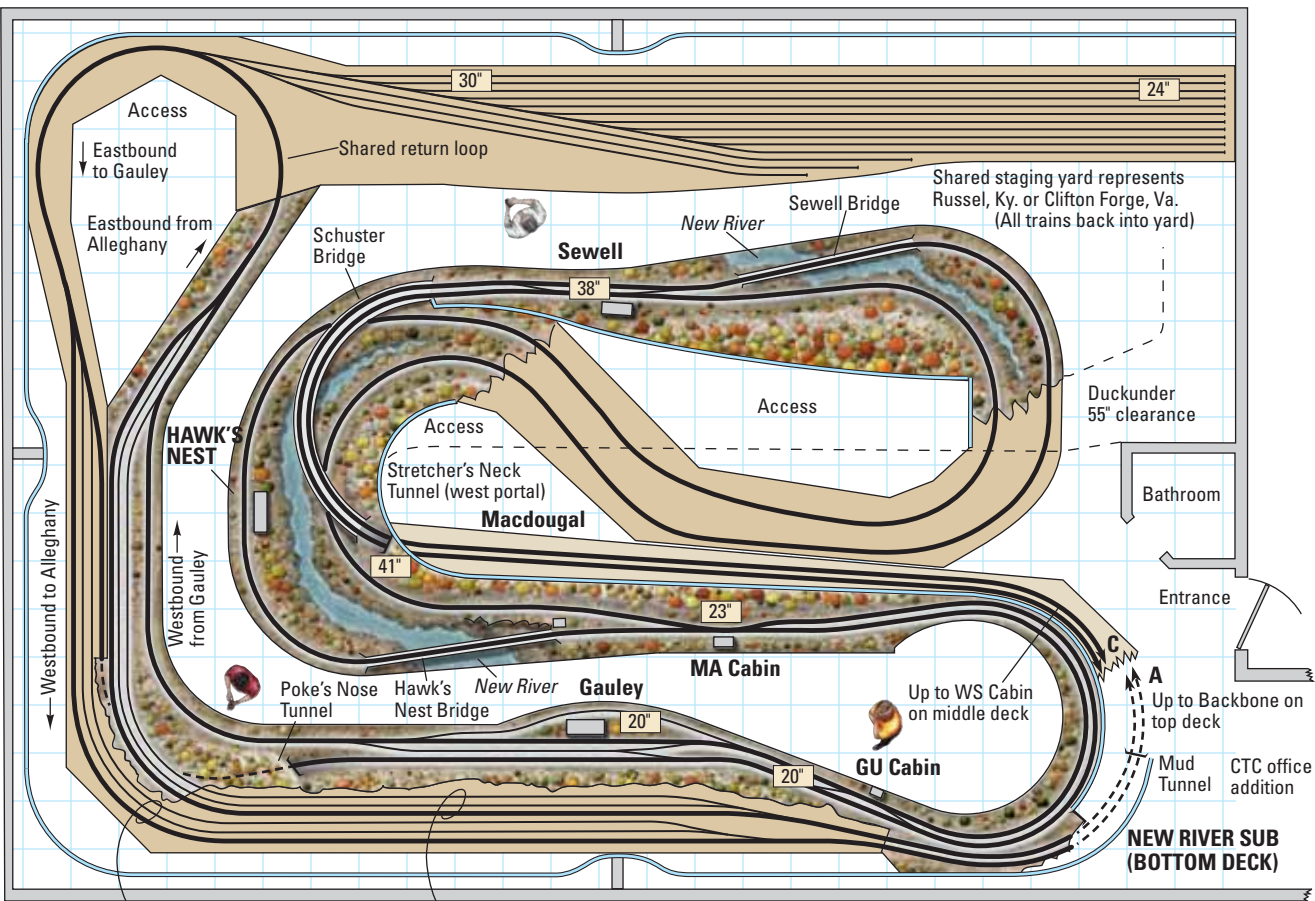 30"
24"
Access
Eastbound
to Gauley
Shared return loop
Eastbound from
Alleghany
Shared staging yard represents
Russel, Ky. or Clifton Forge, Va.
(All trains back into yard)
Sewell Bridge
New River
Schuster
Bridge
Sewell
38"
HAWK'S
NEST
Access
Access
Duckunder
55" clearance
Stretcher's Neck
Tunnel (west portal)
Bathroom
Macdougal
41"
Entrance
Westbound to Alleghany
Westbound
from Gauley
23"
MA Cabin
C
A
Up to Backbone on
top deck
Up to WS Cabin
on middle deck
Poke's Nose
Tunnel
Hawk's
Nest Bridge
New River
Gauley
20"
20"
GU Cabin
Mud
Tunnel
CTC office
addition
NEW RIVER SUB
(BOTTOM DECK)